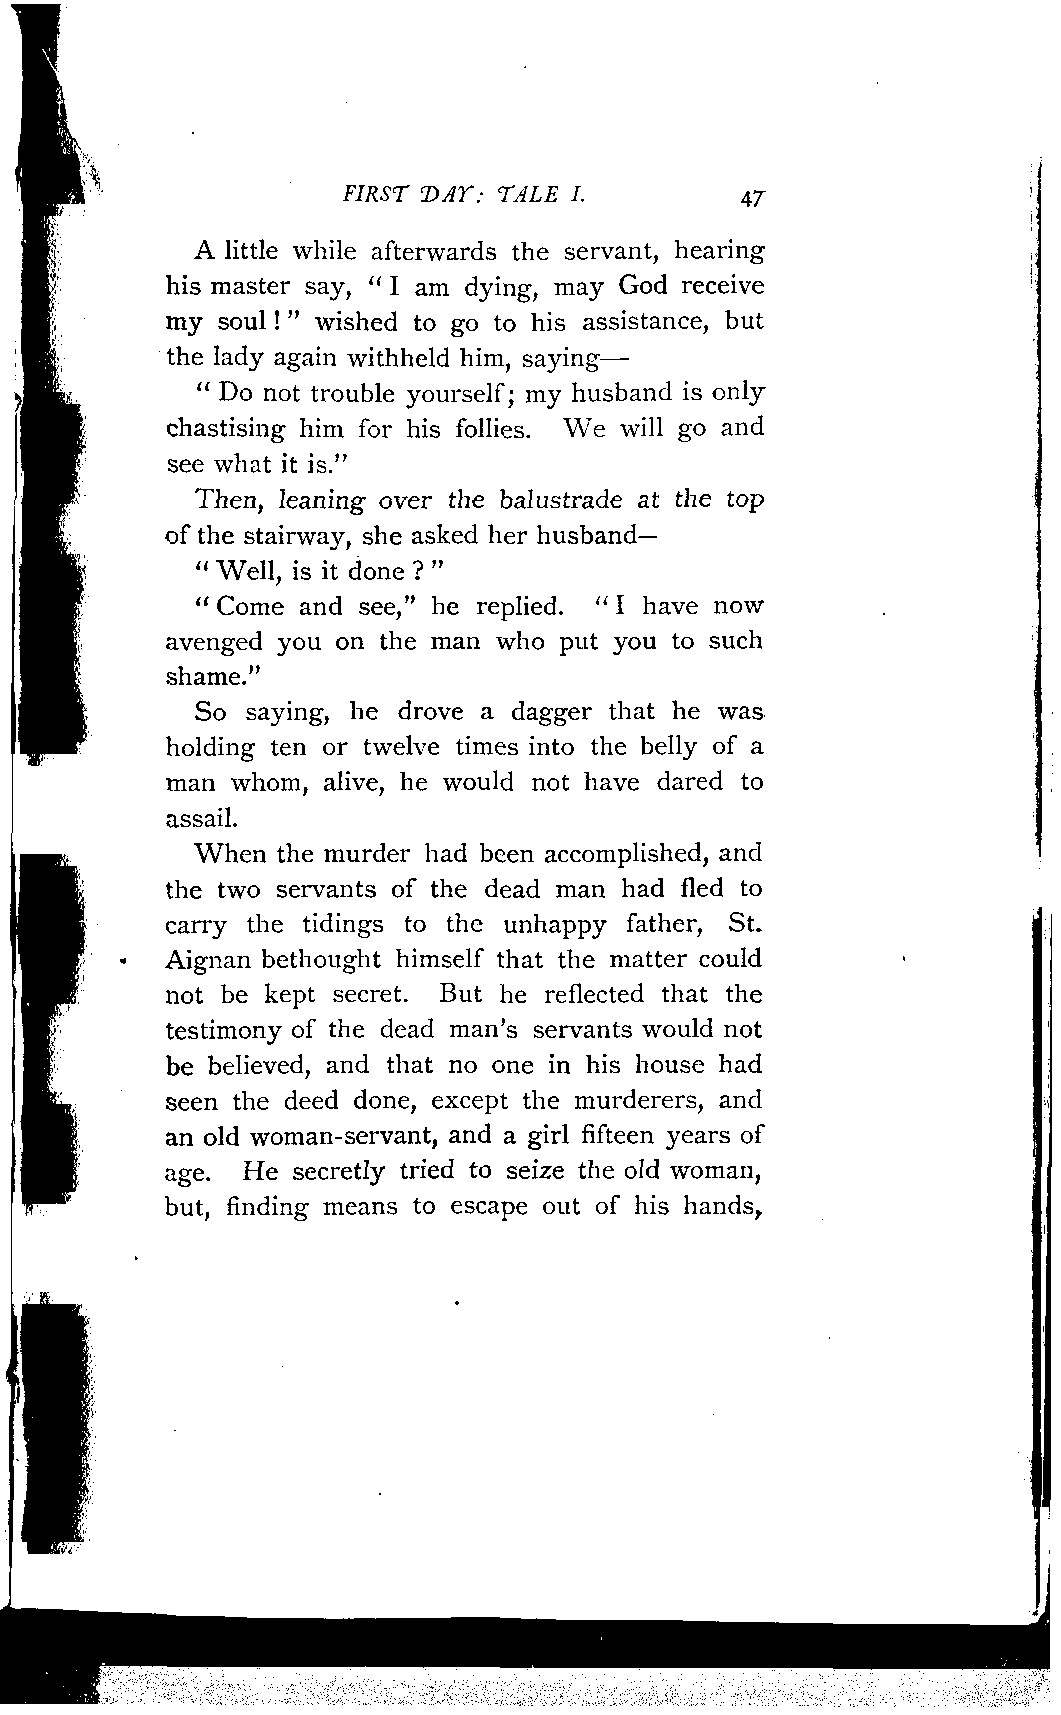 FIRST DAY: TALE I. 47
A little while afterwards the servant, hearing
his master say, “I am dying, may God receive
my soul!” wished to go to his assistance, but
the lady again withheld him, saying—
“Do not trouble yourself; my husband is only
chastising him for his follies. We will go and
see what it is.”
Then, leaning over the balustrade at the top
of the stairway, she asked her husband—
“Well, is it done?”
“Come and see,” he replied. “I have now
avenged you on the man who put you to such
shame.”
So saying, he drove a dagger that he was
holding ten or twelve times into the belly of a
man whom, alive, he would not have dared to
assail.
When the murder had been accomplished, and
the two servants of the dead man had fled to
carry the tidings to the unhappy father, St.
Aignan bethought himself that the matter could
not be kept secret. But he reflected that the
testimony of the dead man's servants would not
be believed, and that no one in his house had
seen the deed done, except the murderers, and
an old woman-servant, and a girl fifteen years of
age. He secretly tried to seize the old woman,
but, finding means to escape out of his hands,